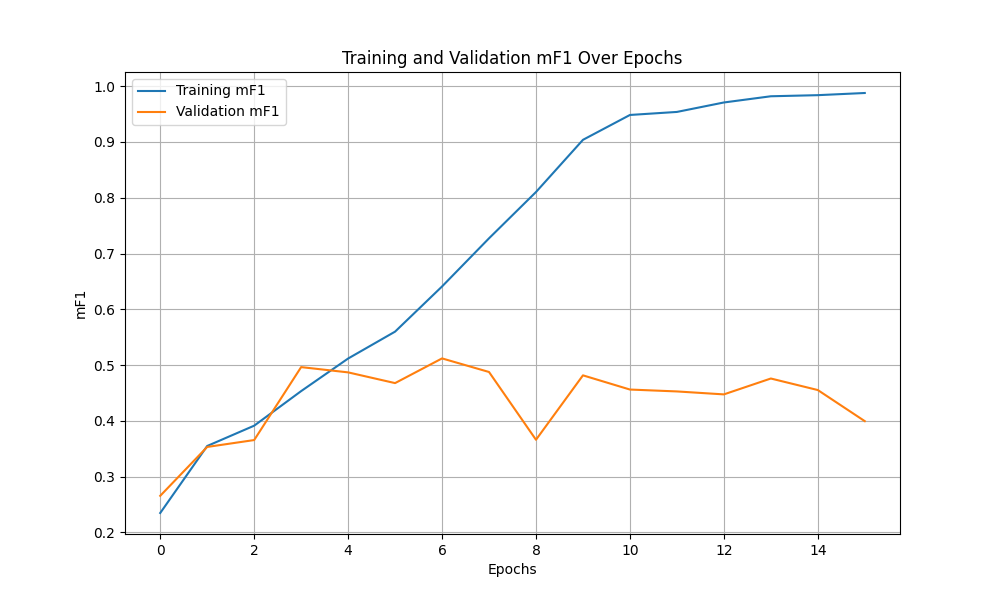 Training and Validation mF1 Over Epochs
Training mF1
Validation mF1
mF1
1.0
0.9
0.8
0.7
0.6
0.5
0.4
0.3
0.2
0 2 4 6 8 10 12 14
Epochs